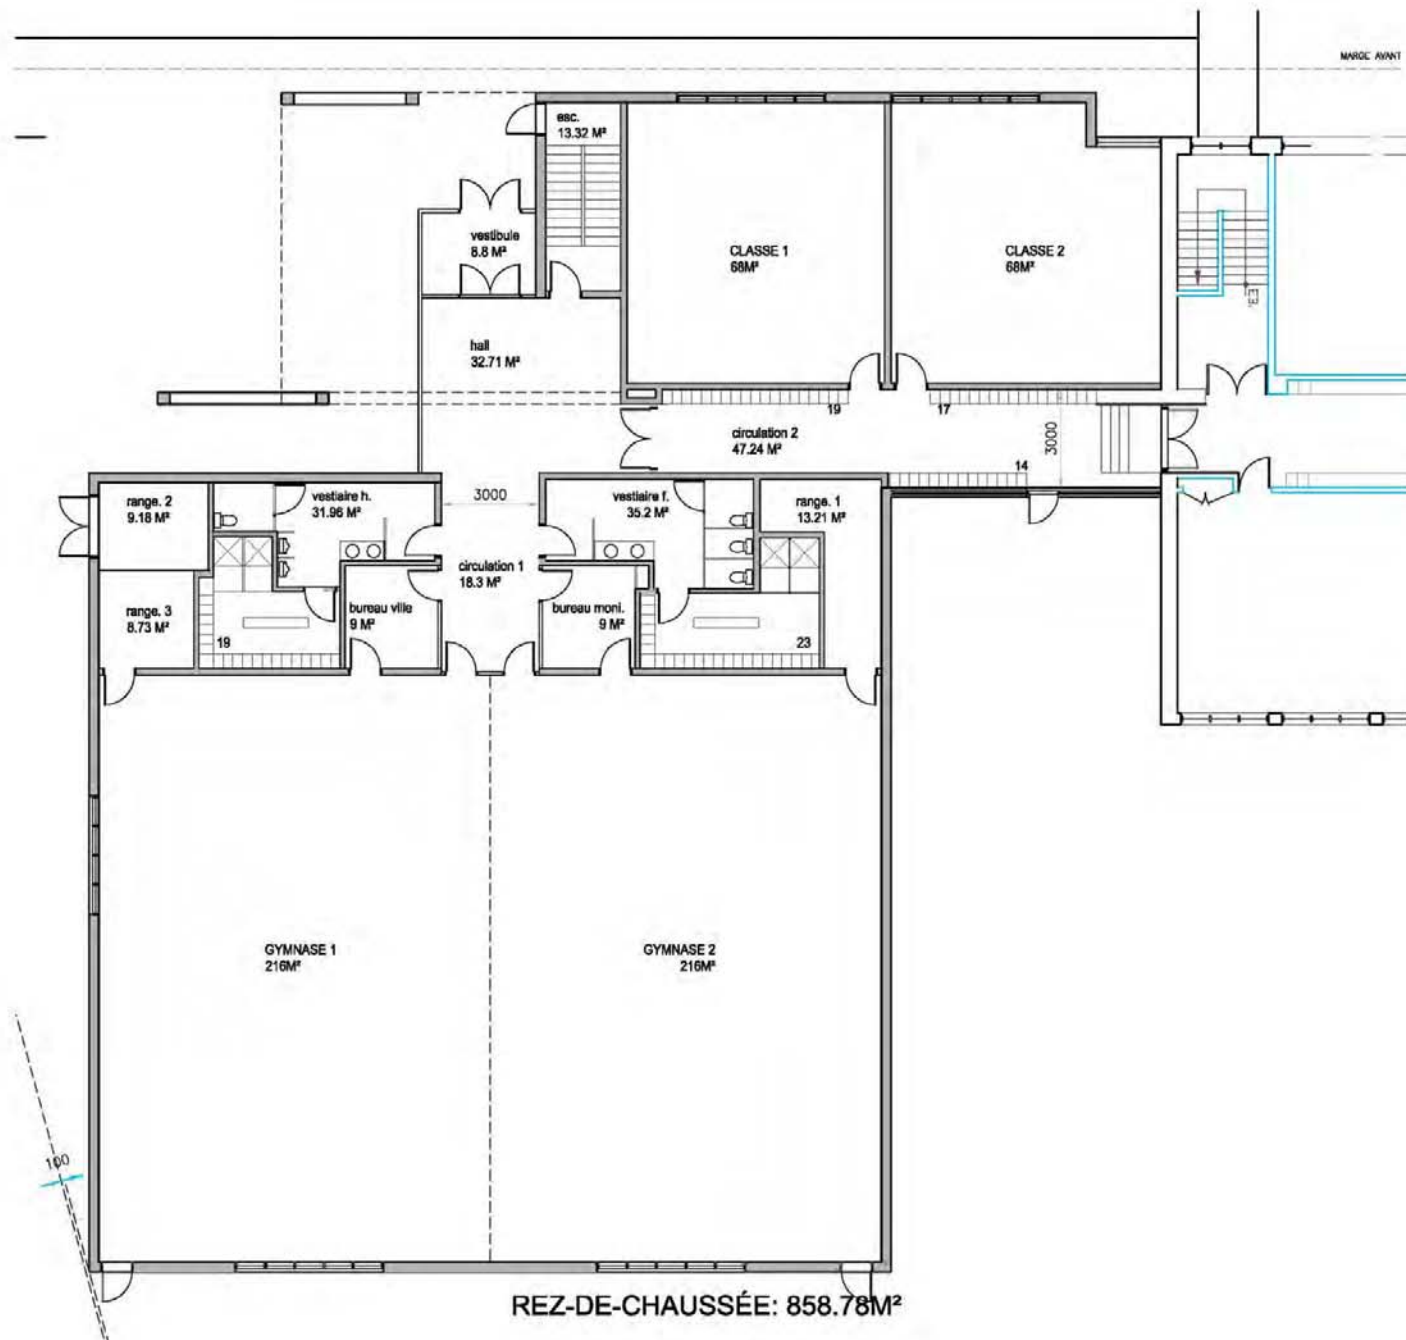 MARGE AVANT
esc.
13.32 M²
vestibule
8.8 M²
CLASSE 1
68M²
CLASSE 2
68M²
E3.
hall
32.71 M²
19
17
circulation 2
47.24 M²
3000
14
range. 2
9.18 M²
vestiaire h.
31.96 M²
3000
vestiaire f.
35.2 M²
range. 1
13.21 M²
circulation 1
18.3 M²
range. 3
8.73 M²
bureau ville
9 M²
bureau moni.
9 M²
18
23
GYMNASE 1
216M²
GYMNASE 2
216M²
100
REZ-DE-CHAUSSÉE: 858.78M²